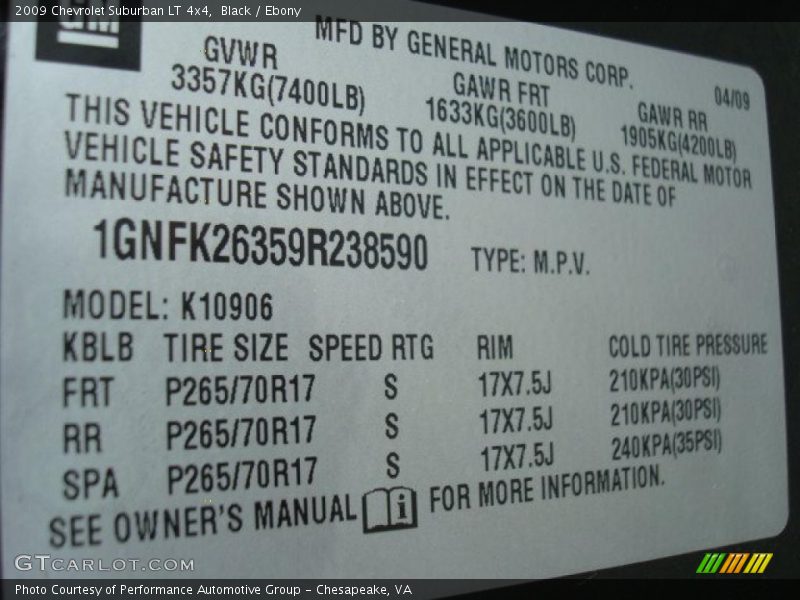 2009 Chevrolet Suburban LT 4x4, Black / Ebony
GM
MFD BY GENERAL MOTORS CORP.
04/09
GVWR GAWR FRT GAWR RR
3357KG(7400LB) 1633KG(3600LB) 1905KG(4200LB)
THIS VEHICLE CONFORMS TO ALL APPLICABLE U.S. FEDERAL MOTOR
VEHICLE SAFETY STANDARDS IN EFFECT ON THE DATE OF
MANUFACTURE SHOWN ABOVE.
1GNFK26359R238590 TYPE: M.P.V.
MODEL: K10906
KBLB TIRE SIZE SPEED RTG RIM COLD TIRE PRESSURE
FRT P265/70R17 S 17X7.5J 210KPA(30PSI)
RR P265/70R17 S 17X7.5J 210KPA(30PSI)
SPA P265/70R17 S 17X7.5J 240KPA(35PSI)
SEE OWNER'S MANUAL i FOR MORE INFORMATION.
GTCARLOT.COM
Photo Courtesy of Performance Automotive Group - Chesapeake, VA